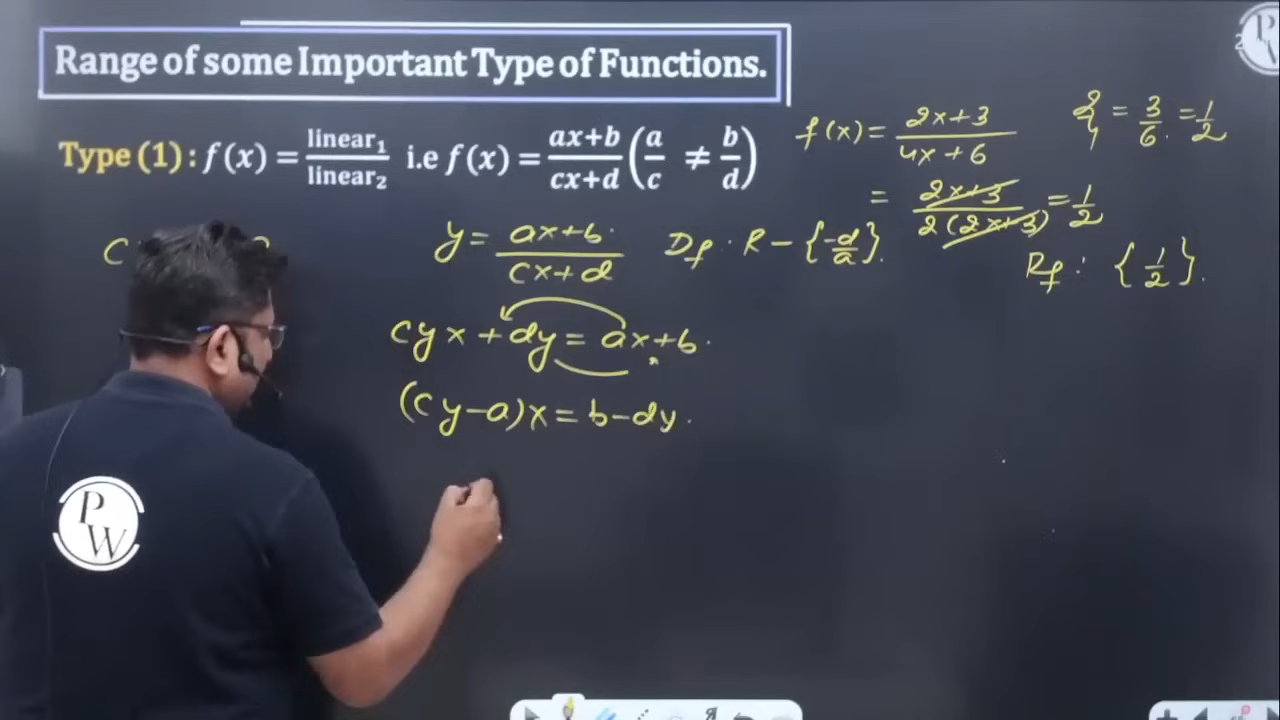 Range of some Important Type of Functions.
Type (1): f(x) = linear₁/linear₂ i.e f(x) = ax+b/cx+d (a/c ≠ b/d)
f(x) = 2x+3/4x+6
= 3/6 = 1/2
= 2x+3/2(2x+3) = 1/2
Rf : {1/2}.
C
y = ax+b/cx+d
Df : R - {-d/a}.
cyx + dy = ax+b.
(cy-a)x = b-dy.
PW